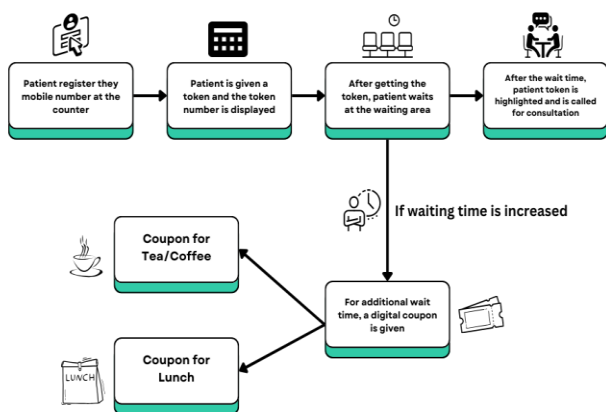 Patient register they
mobile number at the
counter
Patient is given a
token and the token
number is displayed
After getting the
token, patient waits
at the waiting area
After the wait time,
patient token is
highlighted and is called
for consultation
If waiting time is increased
Coupon for
Tea/Coffee
For additional wait
time, a digital coupon
is given
Coupon for
Lunch
LUNCH